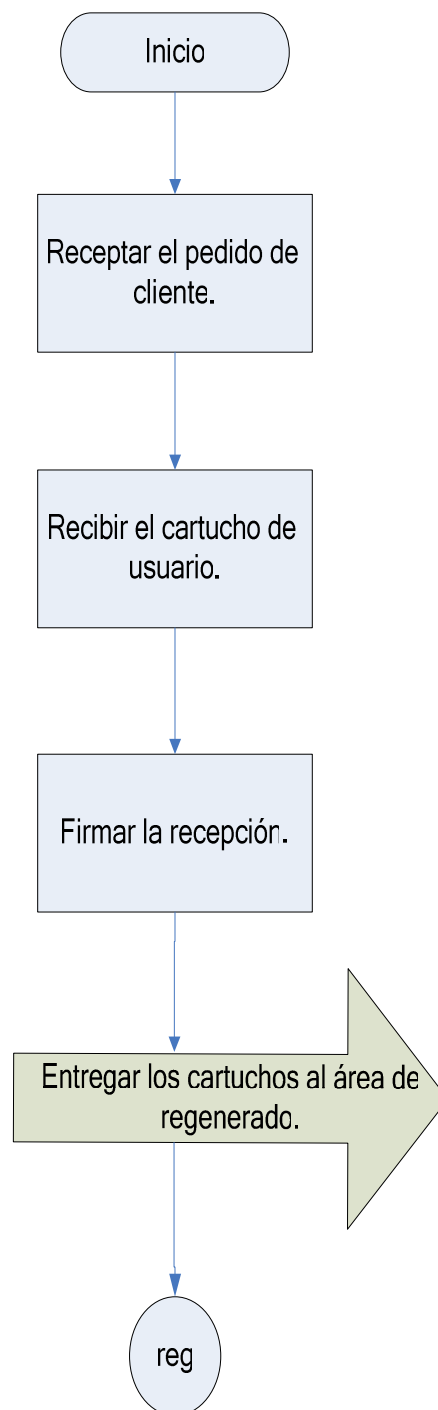 Inicio
Receptar el pedido de
cliente.
Recibir el cartucho de
usuario.
Firmar la recepción.
Entregar los cartuchos al área de
regenerado.
reg